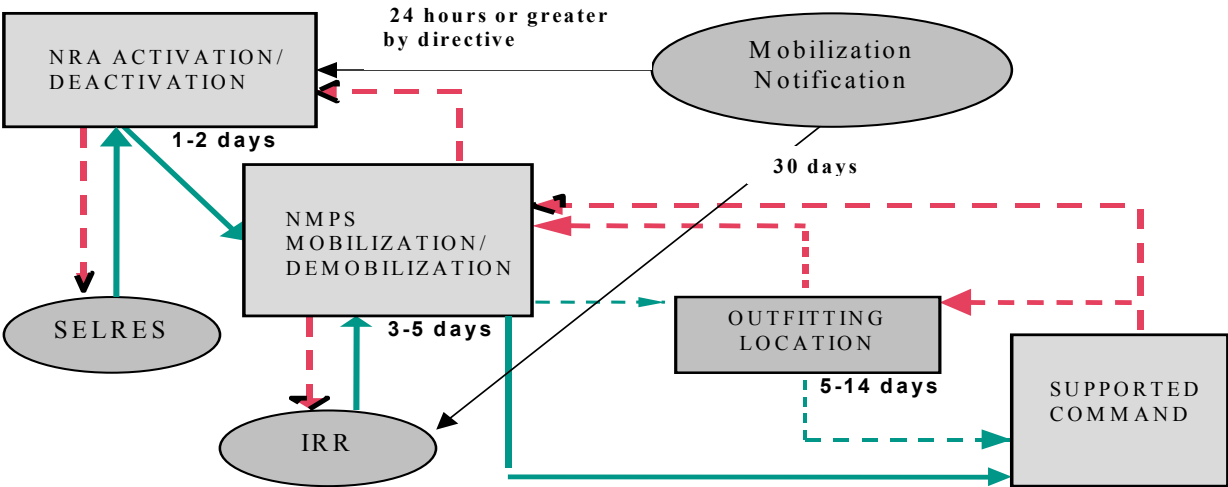 24 hours or greater
by directive
NRA ACTIVATION/
DEACTIVATION
Mobilization
Notification
1-2 days
30 days
NMPS
MOBILIZATION/
DEMOBILIZATION
SELRES
3-5 days
OUTFITTING
LOCATION
5-14 days
SUPPORTED
COMMAND
IRR